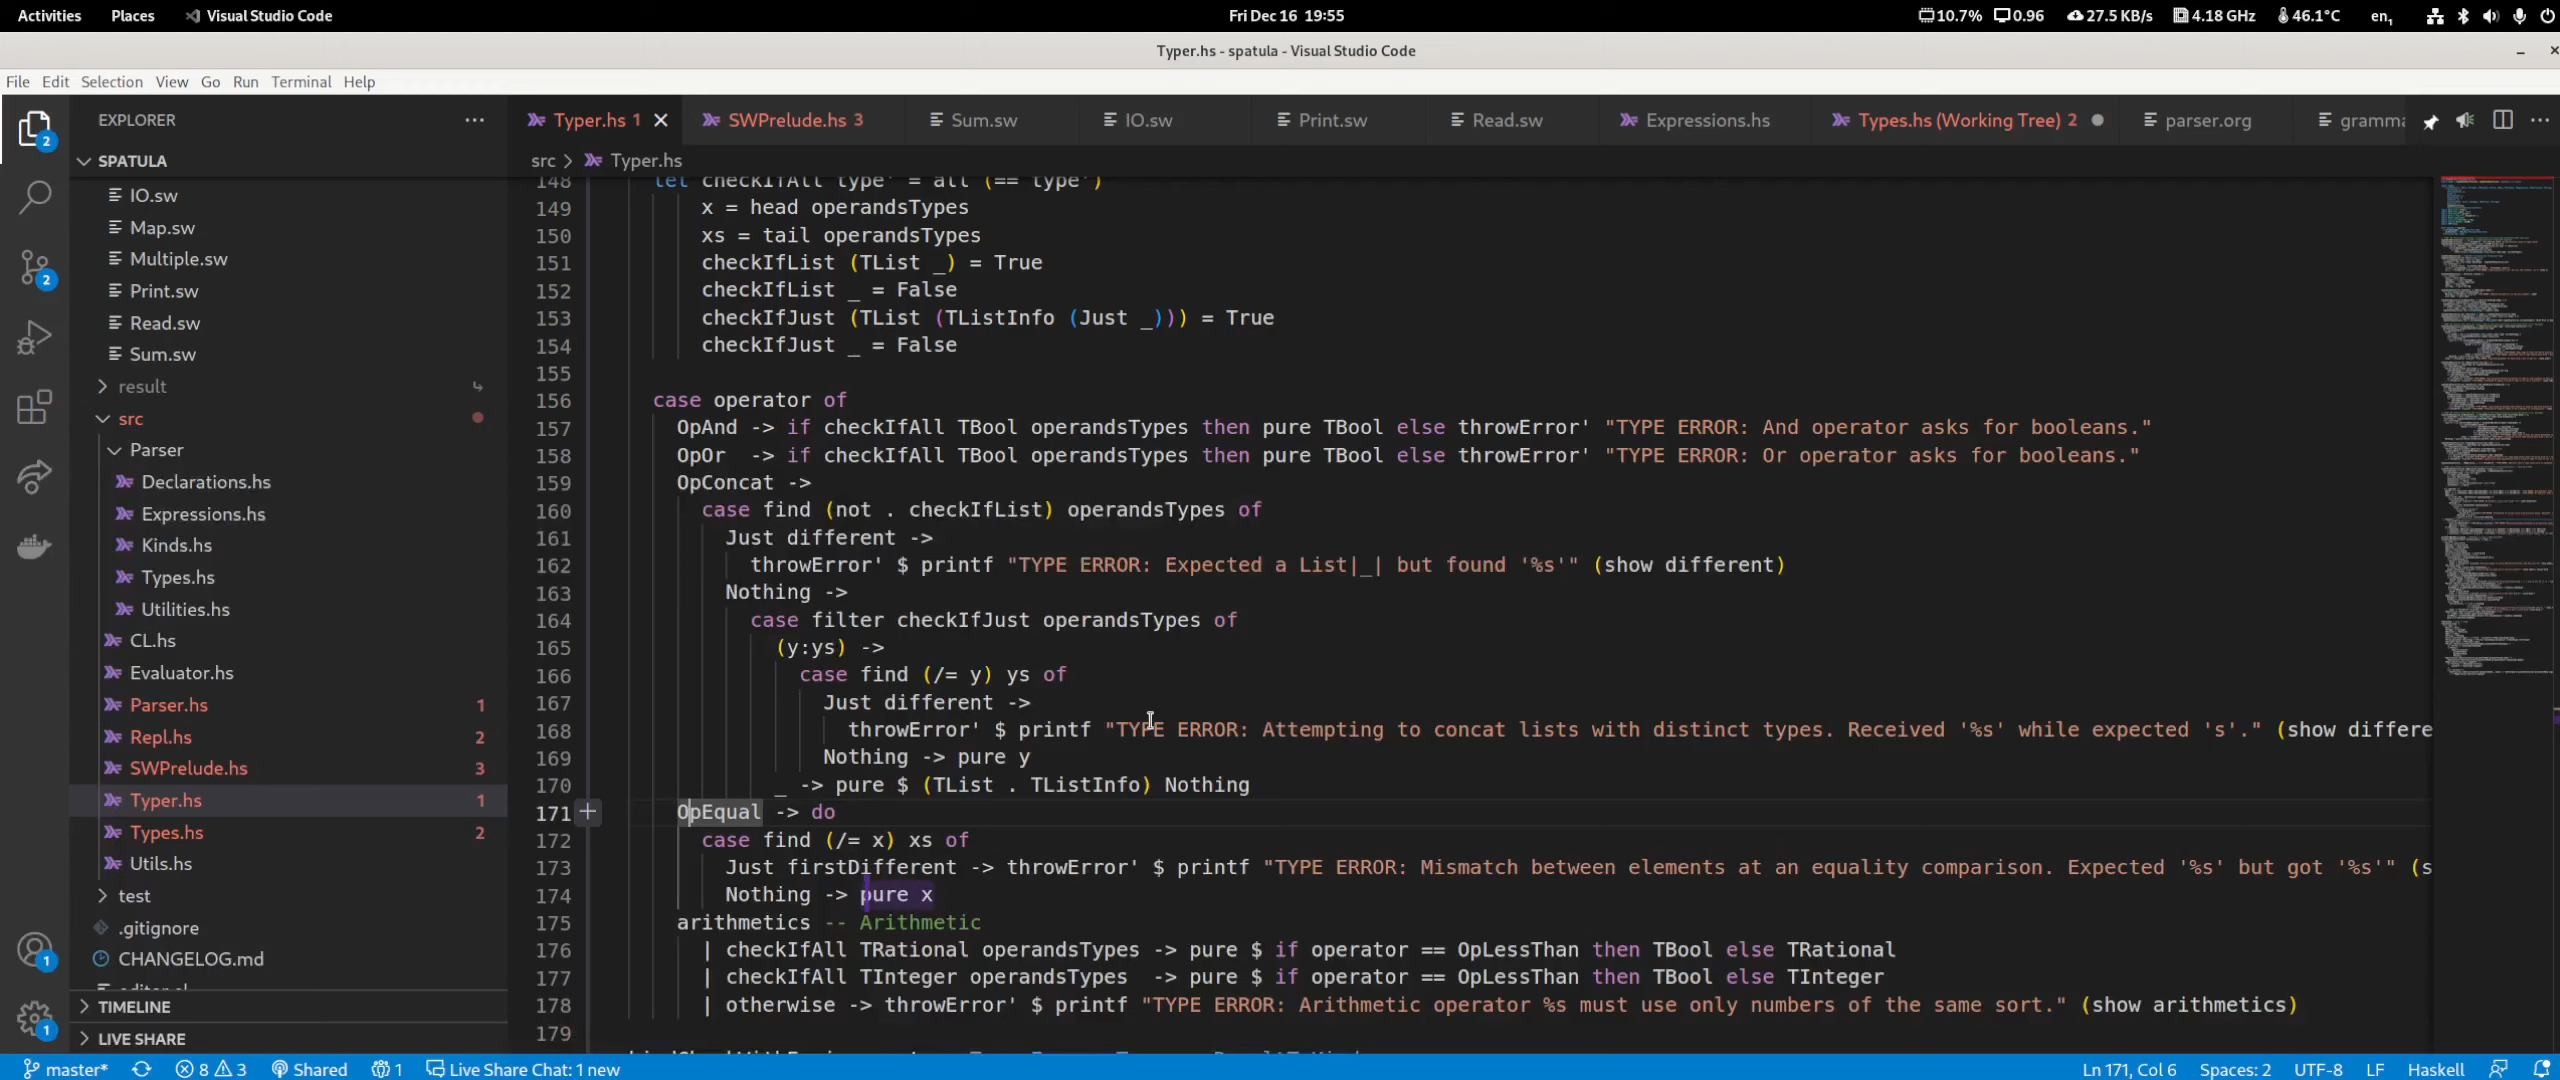 Activities Places Visual Studio Code Fri Dec 16 19:55 10.7% 0.96 27.5 KB/s 4.18 GHz 46.1°C en₁
Typer.hs - spatula - Visual Studio Code
File Edit Selection View Go Run Terminal Help
EXPLORER
Typer.hs 1 SWPrelude.hs 3 Sum.sw IO.sw Print.sw Read.sw Expressions.hs Types.hs (Working Tree) 2 parser.org gramma
2
SPATULA
src > Typer.hs
IO.sw
Map.sw
Multiple.sw
2
Print.sw
Read.sw
Sum.sw
result
src
Parser
Declarations.hs
Expressions.hs
Kinds.hs
Types.hs
Utilities.hs
CL.hs
Evaluator.hs
Parser.hs 1
Repl.hs 2
SWPrelude.hs 3
Typer.hs 1
Types.hs 2
Utils.hs
test
.gitignore
CHANGELOG.md
1
TIMELINE
1
LIVE SHARE
148 let checkIfAll type' = all (== type')
149 x = head operandsTypes
150 xs = tail operandsTypes
151 checkIfList (TList _) = True
152 checkIfList _ = False
153 checkIfJust (TList (TListInfo (Just _))) = True
154 checkIfJust _ = False
155
156 case operator of
157 OpAnd -> if checkIfAll TBool operandsTypes then pure TBool else throwError' "TYPE ERROR: And operator asks for booleans."
158 OpOr  -> if checkIfAll TBool operandsTypes then pure TBool else throwError' "TYPE ERROR: Or operator asks for booleans."
159 OpConcat ->
160 case find (not . checkIfList) operandsTypes of
161 Just different ->
162 throwError' $ printf "TYPE ERROR: Expected a List|_| but found '%s'" (show different)
163 Nothing ->
164 case filter checkIfJust operandsTypes of
165 (y:ys) ->
166 case find (/= y) ys of
167 Just different ->
168 throwError' $ printf "TYPE ERROR: Attempting to concat lists with distinct types. Received '%s' while expected 's'." (show differe
169 Nothing -> pure y
170 _ -> pure $ (TList . TListInfo) Nothing
171 OpEqual -> do
172 case find (/= x) xs of
173 Just firstDifferent -> throwError' $ printf "TYPE ERROR: Mismatch between elements at an equality comparison. Expected '%s' but got '%s'" (s
174 Nothing -> pure x
175 arithmetics -- Arithmetic
176 | checkIfAll TRational operandsTypes -> pure $ if operator == OpLessThan then TBool else TRational
177 | checkIfAll TInteger operandsTypes  -> pure $ if operator == OpLessThan then TBool else TInteger
178 | otherwise -> throwError' $ printf "TYPE ERROR: Arithmetic operator %s must use only numbers of the same sort." (show arithmetics)
179
master* 8 3 Shared 1 Live Share Chat: 1 new Ln 171, Col 6 Spaces: 2 UTF-8 LF Haskell